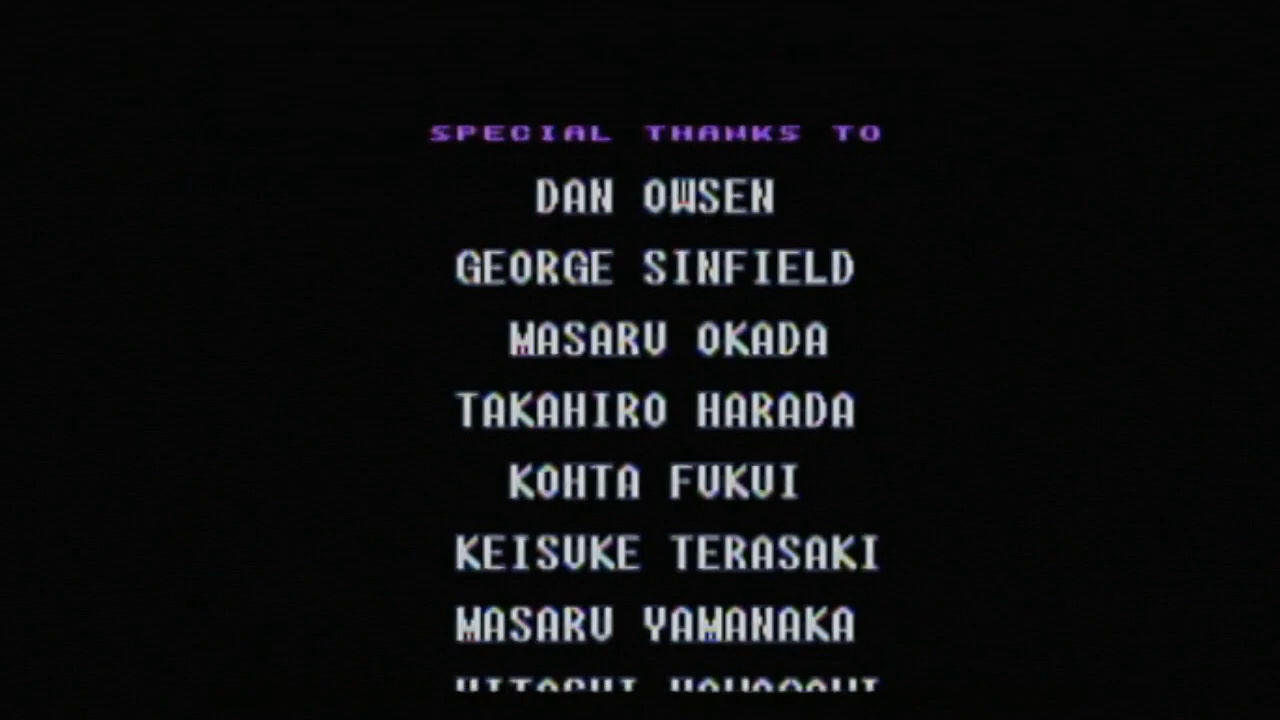 SPECIAL THANKS TO
DAN OWSEN
GEORGE SINFIELD
MASARU OKADA
TAKAHIRO HARADA
KOHTA FUKUI
KEISUKE TERASAKI
MASARU YAMANAKA